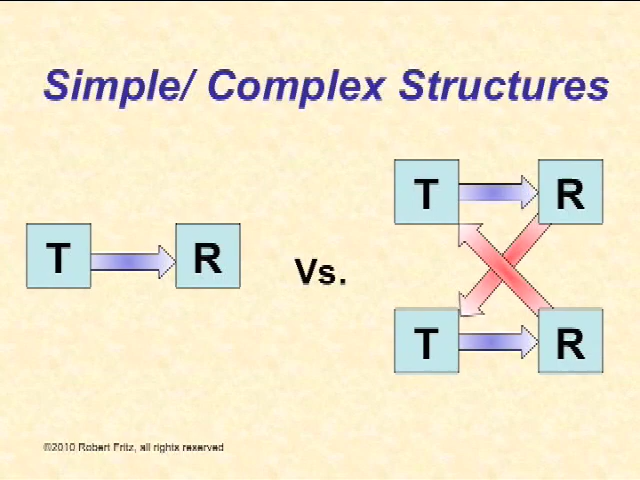 Simple/ Complex Structures
T R
T R
Vs.
T R
©2010 Robert Fritz, all rights reserved